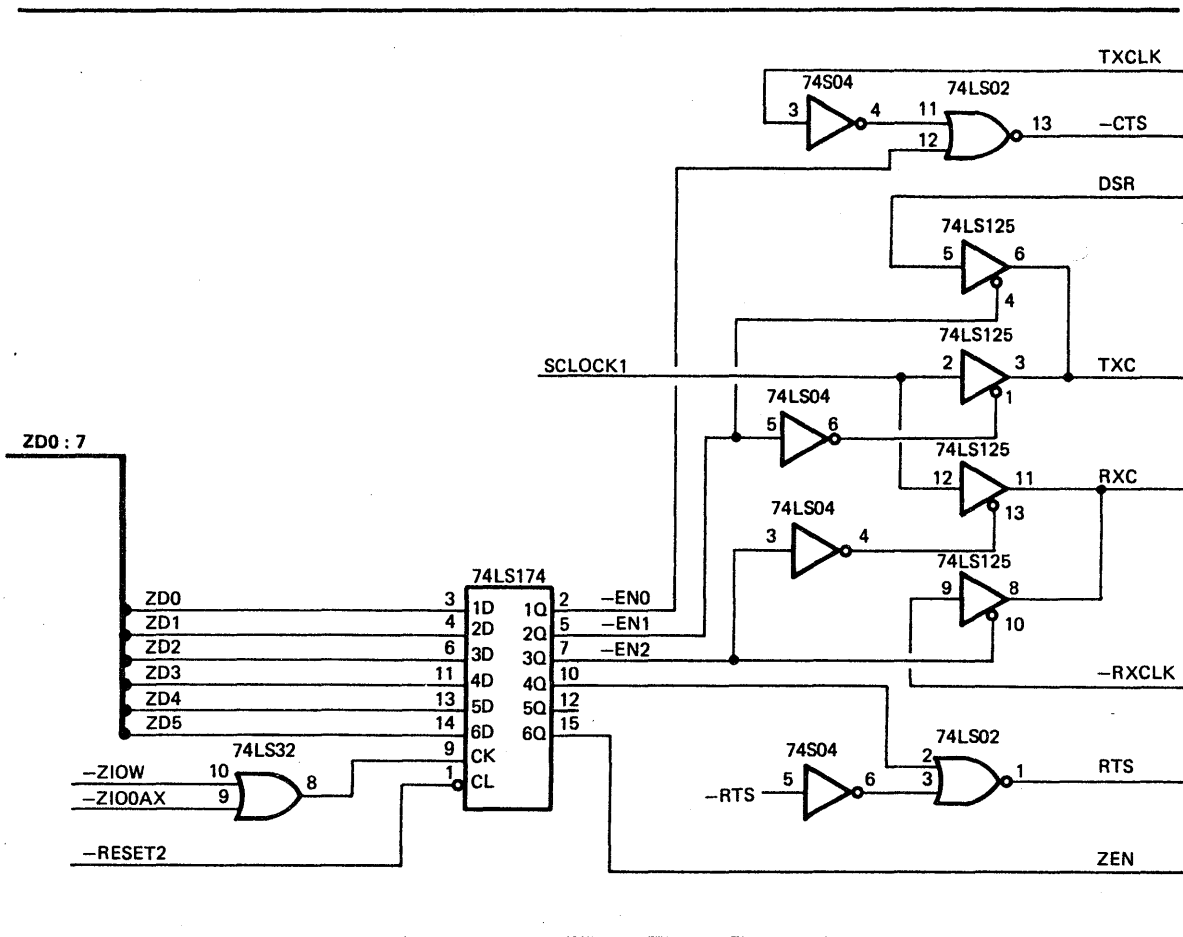 TXCLK
74S04
3 4
74LS02
11
12
13
-CTS
DSR
74LS125
5 6
4
74LS125
SCLOCK1
2 3
1
TXC
74LS04
5 6
74LS125
12 11
13
RXC
74LS04
3 4
74LS125
9 8
10
-RXCLK
ZD0 : 7
74LS174
ZD0 3 1D 1Q 2 -EN0
ZD1 4 2D 2Q 5 -EN1
ZD2 6 3D 3Q 7 -EN2
ZD3 11 4D 4Q 10
ZD4 13 5D 5Q 12
ZD5 14 6D 6Q 15
9 CK
1 CL
74LS32
-ZIOW 10
-ZIO0AX 9
8
-RESET2
74S04
-RTS 5 6
74LS02
2
3
1
RTS
ZEN